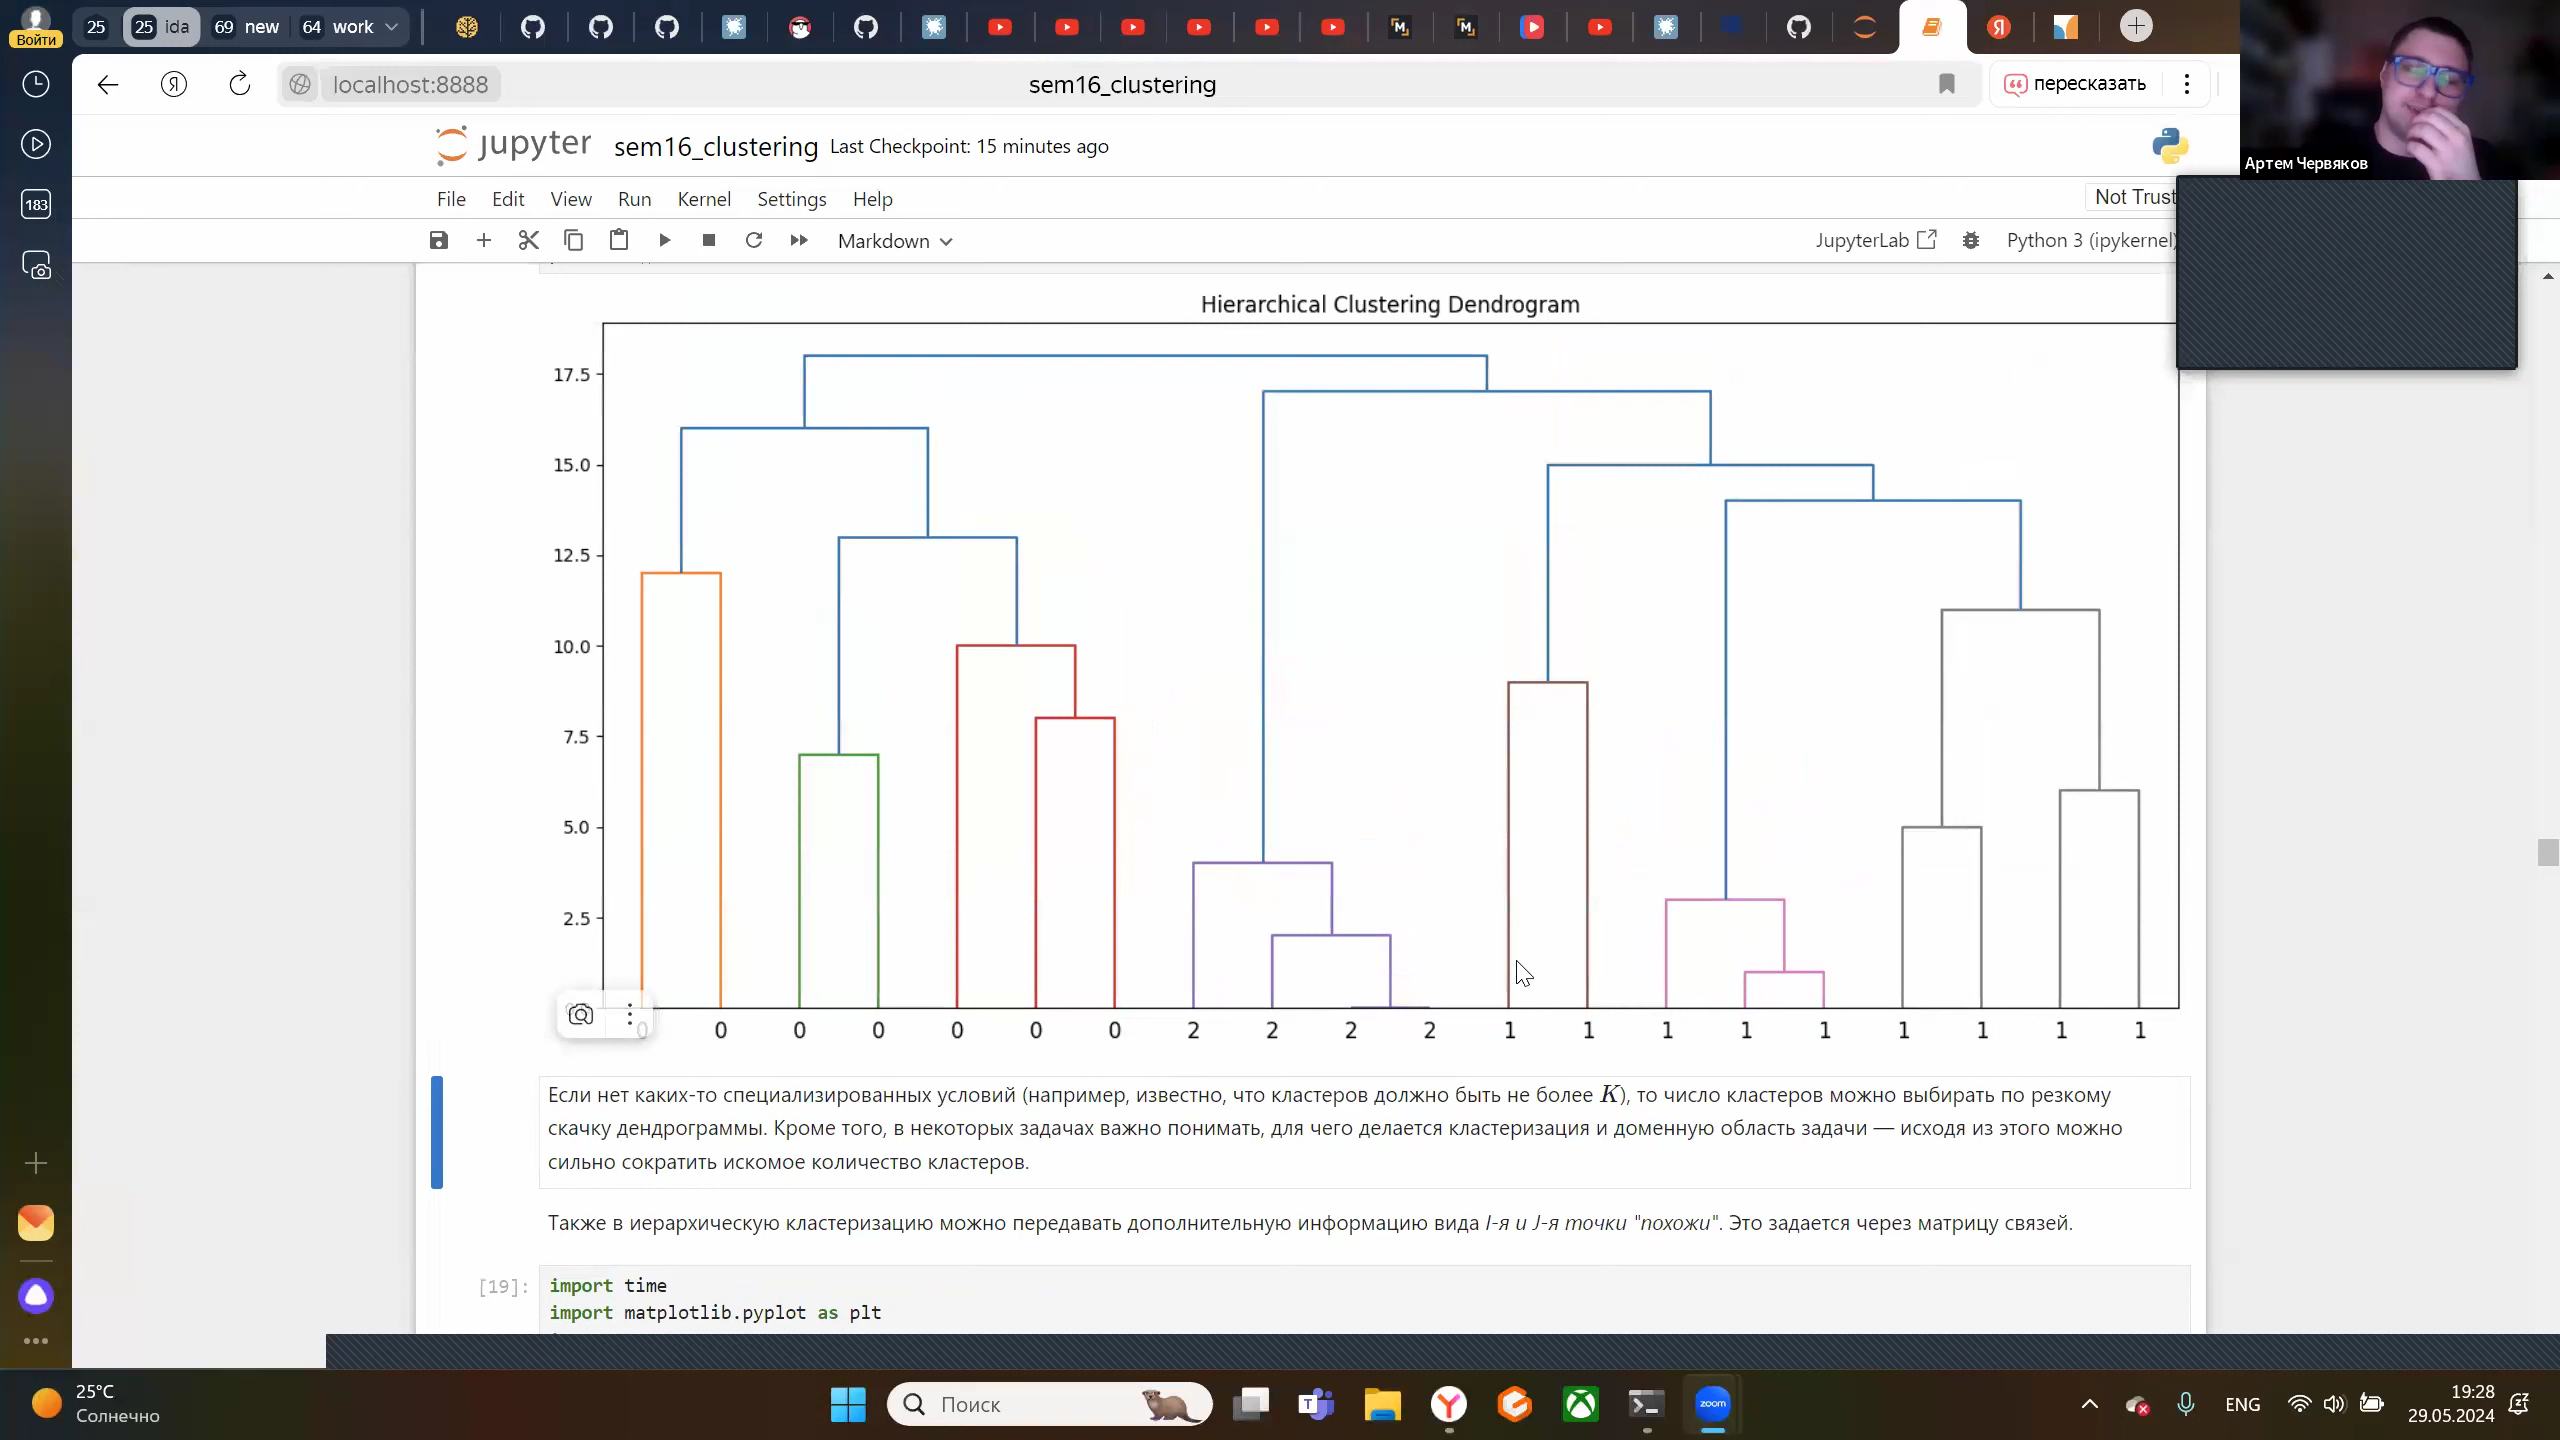 Войти
25
25 ida
69 new
64 work
localhost:8888
sem16_clustering
пересказать
183
jupyter
sem16_clustering
Last Checkpoint: 15 minutes ago
Артем Червяков
File
Edit
View
Run
Kernel
Settings
Help
Not Trust
Markdown
JupyterLab
Python 3 (ipykernel)
Hierarchical Clustering Dendrogram
17.5
15.0
12.5
10.0
7.5
5.0
2.5
0 0 0 0 0 0 0 2 2 2 2 1 1 1 1 1 1 1 1 1
Если нет каких-то специализированных условий (например, известно, что кластеров должно быть не более K), то число кластеров можно выбирать по резкому
скачку дендрограммы. Кроме того, в некоторых задачах важно понимать, для чего делается кластеризация и доменную область задачи — исходя из этого можно
сильно сократить искомое количество кластеров.
Также в иерархическую кластеризацию можно передавать дополнительную информацию вида I-я и J-я точки "похожи". Это задается через матрицу связей.
[19]:
import time
import matplotlib.pyplot as plt
25°C
Солнечно
Поиск
zoom
ENG
19:28
29.05.2024